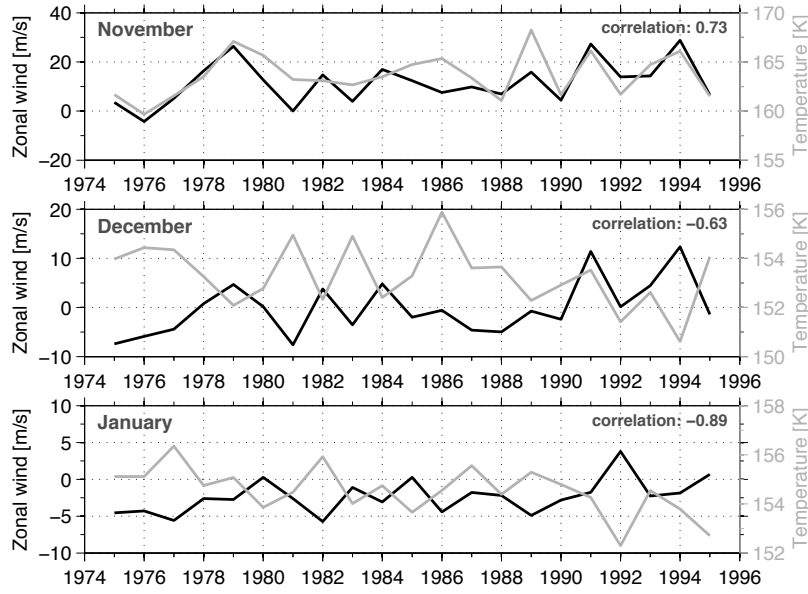 November
correlation: 0.73
Zonal wind [m/s]
Temperature [K]
40
20
0
−20
170
165
160
155
1974 1976 1978 1980 1982 1984 1986 1988 1990 1992 1994 1996
December
correlation: −0.63
Zonal wind [m/s]
Temperature [K]
20
10
0
−10
156
154
152
150
1974 1976 1978 1980 1982 1984 1986 1988 1990 1992 1994 1996
January
correlation: −0.89
Zonal wind [m/s]
Temperature [K]
10
5
0
−5
−10
158
156
154
152
1974 1976 1978 1980 1982 1984 1986 1988 1990 1992 1994 1996